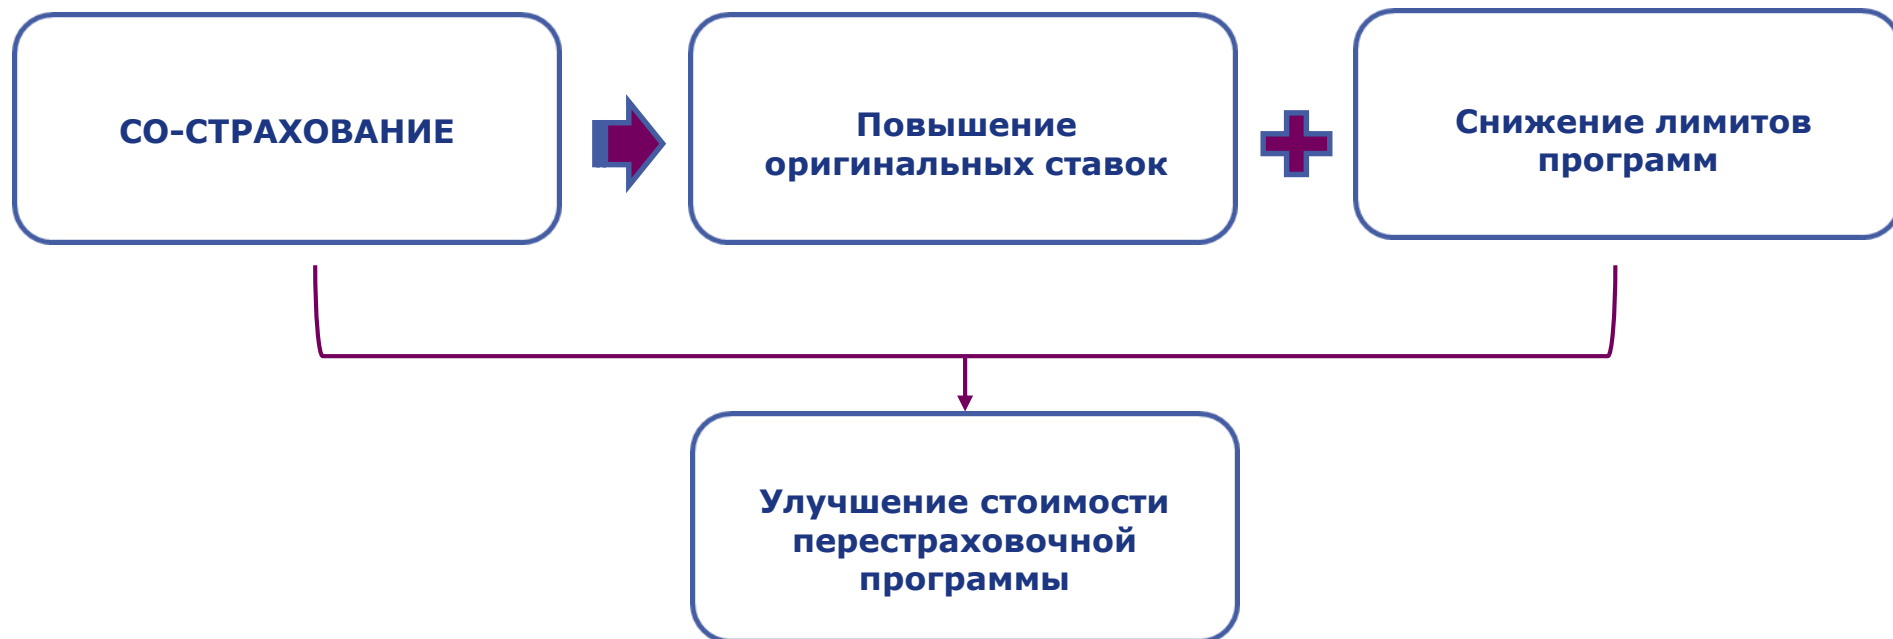 СО-СТРАХОВАНИЕ
Повышение
оригинальных ставок
Снижение лимитов
программ
Улучшение стоимости
перестраховочной
программы